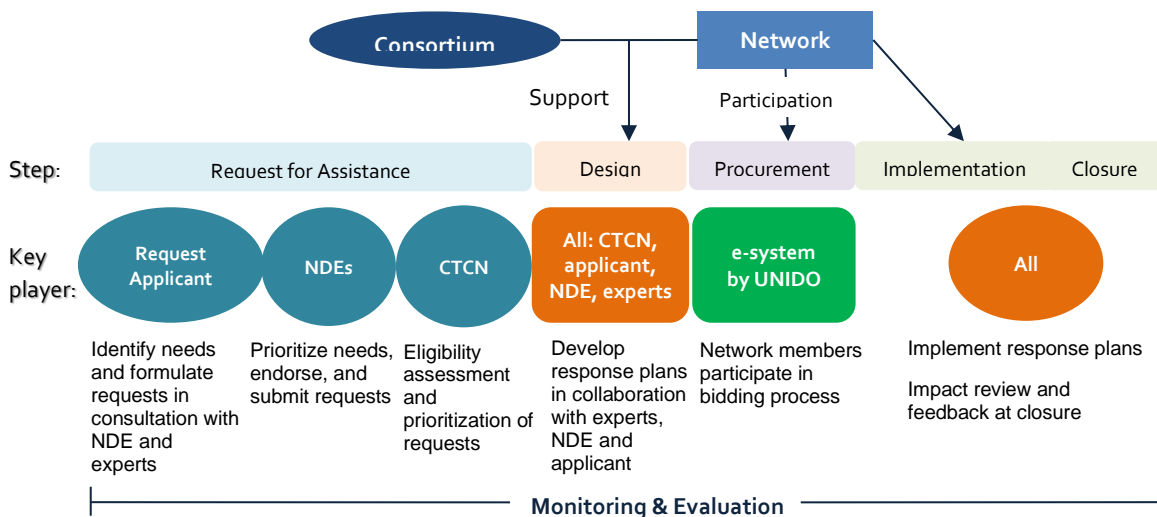 Consortium
Network
Support
Participation
Step:
Request for Assistance
Design
Procurement
Implementation
Closure
Key
player:
Request
Applicant
NDEs
CTCN
All: CTCN,
applicant,
NDE, experts
e-system
by UNIDO
All
Identify needs
and formulate
requests in
consultation with
NDE and
experts
Prioritize needs,
endorse, and
submit requests
Eligibility
assessment
and
prioritization of
requests
Develop
response plans
in collaboration
with experts,
NDE and
applicant
Network members
participate in
bidding process
Implement response plans
Impact review and
feedback at closure
Monitoring & Evaluation